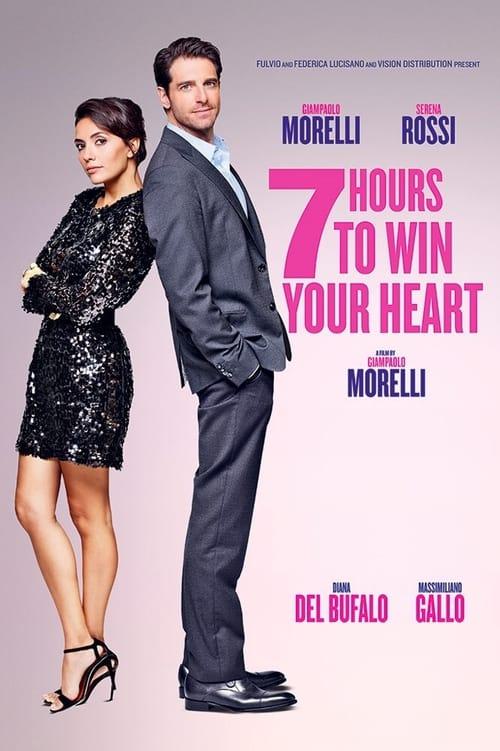 FULVIO AND FEDERICA LUCISANO AND VISION DISTRIBUTION PRESENT
GIAMPAOLO
MORELLI
SERENA
ROSSI
7 HOURS
TO WIN
YOUR HEART
A FILM BY
GIAMPAOLO
MORELLI
DIANA
DEL BUFALO
MASSIMILIANO
GALLO